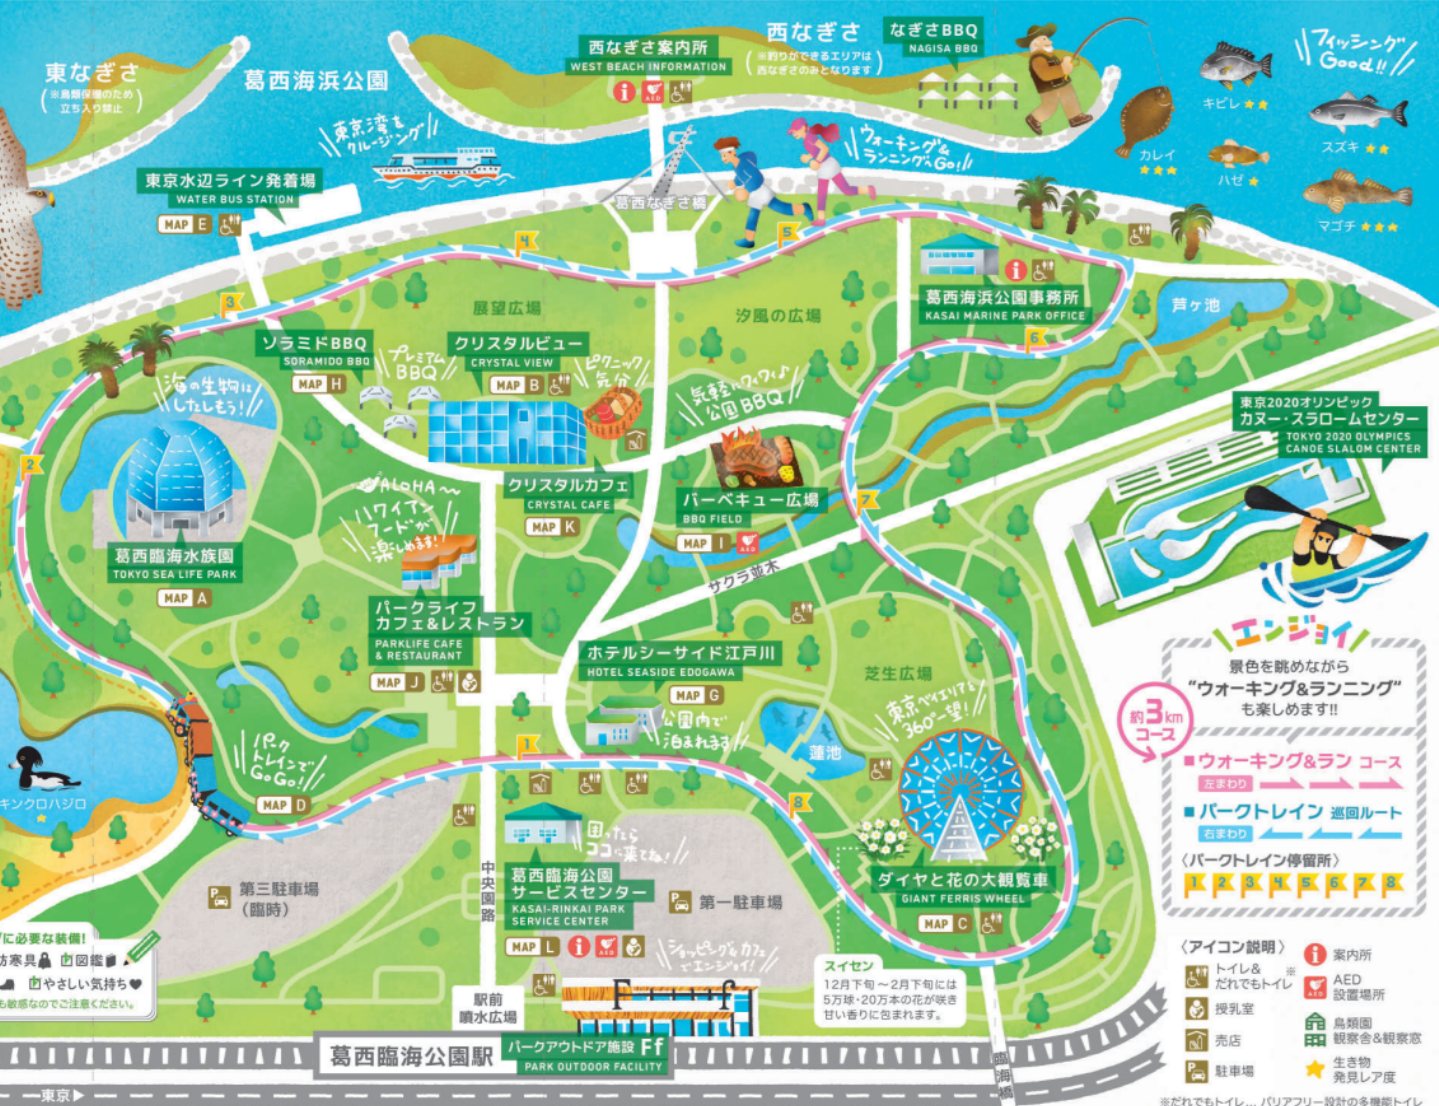 東なぎさ
(※鳥類保護のため
立ち入り禁止)
葛西海浜公園
西なぎさ案内所
WEST BEACH INFORMATION
AED
西なぎさ
(※釣りができるエリアは
西なぎさのみとなります)
なぎさBBQ
NAGISA BBQ
フィッシング
Good!!
キビレ ★★
スズキ ★★
カレイ
★★★
ハゼ ★
マゴチ ★★★
東京湾を
クルージング
ウォーキング&
ランニングへGo!
東京水辺ライン発着場
WATER BUS STATION
MAP E
葛西なぎさ橋
4
5
3
展望広場
汐風の広場
葛西海浜公園事務所
KASAI MARINE PARK OFFICE
6
芦ヶ池
ソラミドBBQ
SORAMIDO BBQ
MAP H
プレミアム
BBQ
クリスタルビュー
CRYSTAL VIEW
MAP B
ピクニック
気分
気軽にワイワイ♪
公園BBQ
海の生物に
したしもう!
2
クリスタルカフェ
CRYSTAL CAFE
MAP K
バーベキュー広場
BBQ FIELD
MAP I
AED
7
東京2020オリンピック
カヌー・スラロームセンター
TOKYO 2020 OLYMPICS
CANOE SLALOM CENTER
ALOHA〜
ハワイアン
フードが
楽しめます!
葛西臨海水族園
TOKYO SEA LIFE PARK
MAP A
サクラ並木
パークライフ
カフェ&レストラン
PARKLIFE CAFE
& RESTAURANT
MAP J
ホテルシーサイド江戸川
HOTEL SEASIDE EDOGAWA
MAP G
公園内で
泊まれます
芝生広場
東京ベイエリアを
360°一望!
蓮池
パーク
トレインで
GoGo!
MAP D
1
8
キンクロハジロ
★
困ったら
ココに来てね!
葛西臨海公園
サービスセンター
KASAI-RINKAI PARK
SERVICE CENTER
MAP L
AED
中央園路
第三駐車場
(臨時)
P
第一駐車場
P
ダイヤと花の大観覧車
GIANT FERRIS WHEEL
MAP C
ショッピング&カフェ
でエンジョイ!
スイセン
12月下旬〜2月下旬には
5万球・20万本の花が咲き
甘い香りに包まれます。
に必要な装備!
防寒具
図鑑
やさしい気持ち♥
も敏感なのでご注意ください。
駅前
噴水広場
F f
葛西臨海公園駅
パークアウトドア施設 Ff
PARK OUTDOOR FACILITY
臨海橋
東京▶
エンジョイ
景色を眺めながら
"ウォーキング&ランニング"
も楽しめます!!
約3km
コース
■ウォーキング&ラン コース
左まわり
■パークトレイン 巡回ルート
右まわり
〈パークトレイン停留所〉
1 2 3 4 5 6 7 8
〈アイコン説明〉
トイレ& ※
だれでもトイレ
授乳室
売店
P 駐車場
案内所
AED
AED
設置場所
鳥類園
観察舎&観察窓
生き物
発見レア度
※だれでもトイレ… バリアフリー設計の多機能トイレ